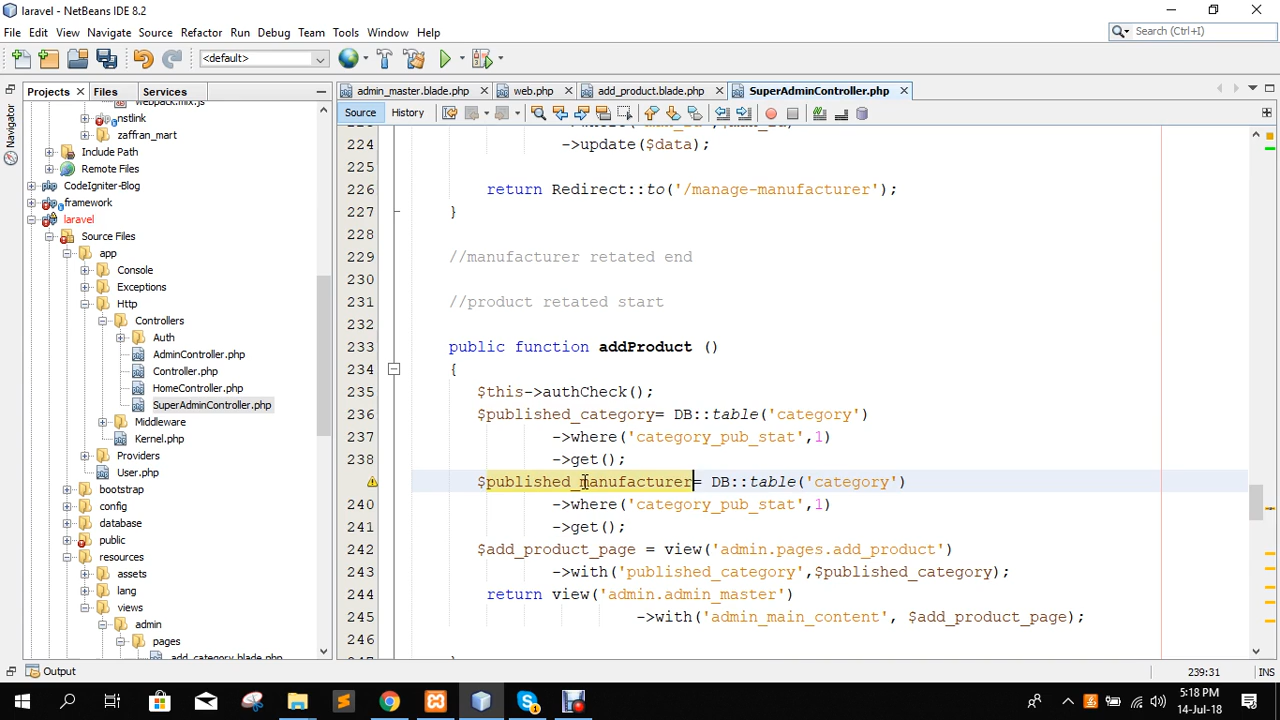 laravel - NetBeans IDE 8.2
File Edit View Navigate Source Refactor Run Debug Team Tools Window Help
Search (Ctrl+I)
<default>
Projects Files Services
admin_master.blade.php web.php add_product.blade.php SuperAdminController.php
Source History
Navigator
webpack.mix.js
nstlink
zaffran_mart
Include Path
Remote Files
CodeIgniter-Blog
framework
laravel
Source Files
app
Console
Exceptions
Http
Controllers
Auth
AdminController.php
Controller.php
HomeController.php
SuperAdminController.php
Middleware
Kernel.php
Providers
User.php
bootstrap
config
database
public
resources
assets
lang
views
admin
pages
add_category.blade.php
224 ->update($data);
225
226 return Redirect::to('/manage-manufacturer');
227 }
228
229 //manufacturer retated end
230
231 //product retated start
232
233 public function addProduct ()
234 {
235 $this->authCheck();
236 $published_category= DB::table('category')
237 ->where('category_pub_stat',1)
238 ->get();
$published_manufacturer= DB::table('category')
240 ->where('category_pub_stat',1)
241 ->get();
242 $add_product_page = view('admin.pages.add_product')
243 ->with('published_category',$published_category);
244 return view('admin.admin_master')
245 ->with('admin_main_content', $add_product_page);
246
Output
239:31 INS
5:18 PM
14-Jul-18